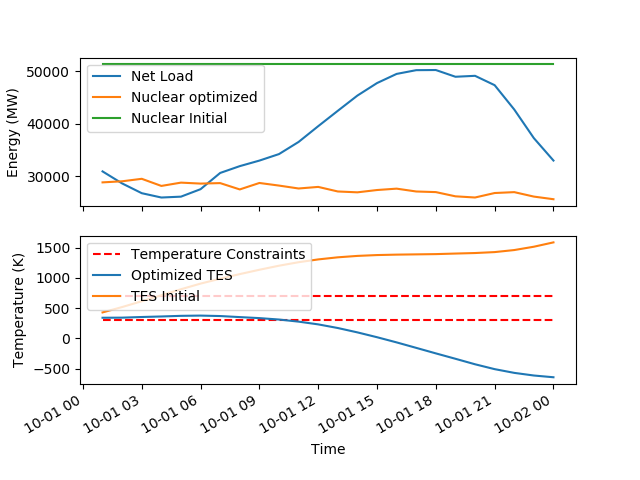 50000
40000
30000
Energy (MW)
Net Load
Nuclear optimized
Nuclear Initial
1500
1000
500
0
−500
Temperature (K)
Temperature Constraints
Optimized TES
TES Initial
10-01 00
10-01 03
10-01 06
10-01 09
10-01 12
10-01 15
10-01 18
10-01 21
10-02 00
Time